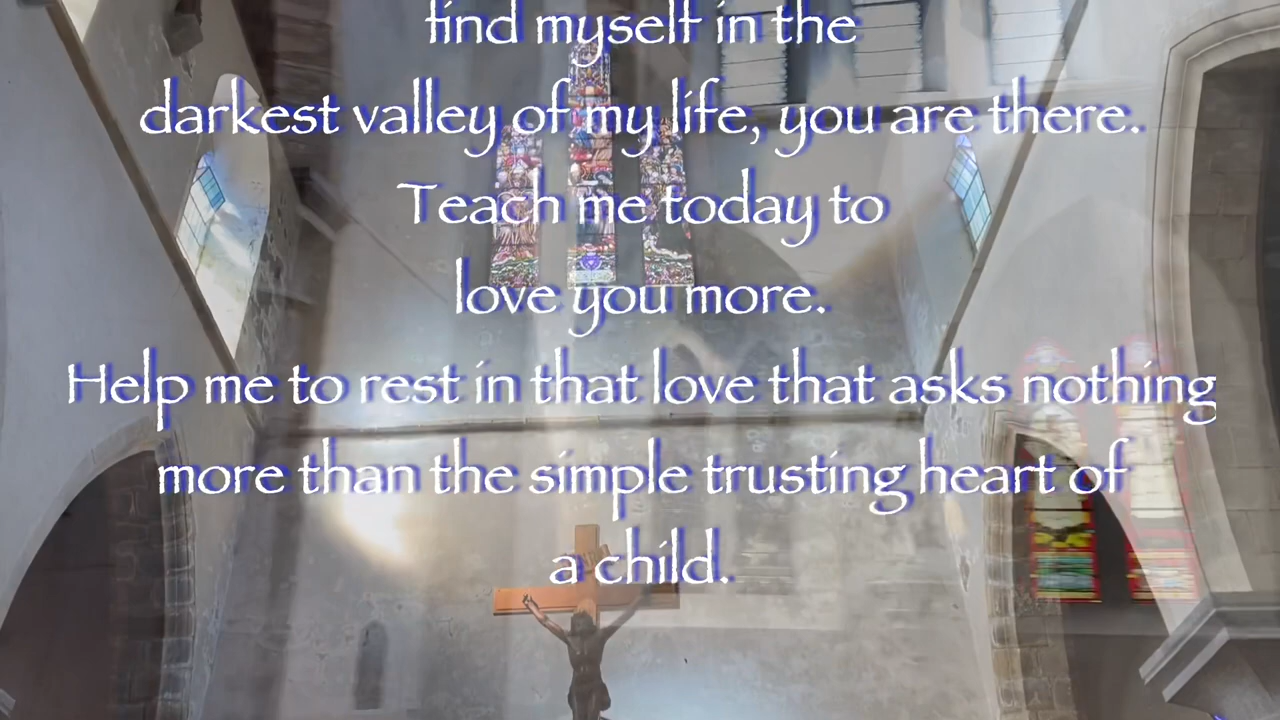 find myself in the
darkest valley of my life, you are there.
Teach me today to
love you more.
Help me to rest in that love that asks nothing
more than the simple trusting heart of
a child.